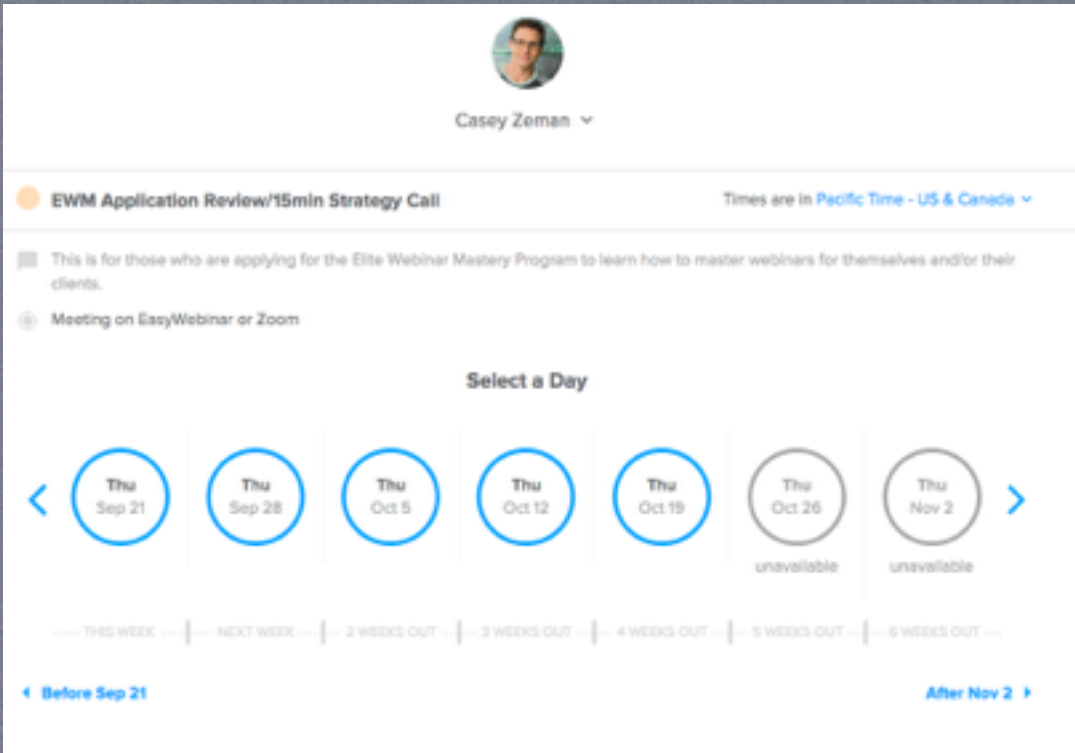 Casey Zeman
EWM Application Review/15min Strategy Call
Times are in Pacific Time - US & Canada
This is for those who are applying for the Elite Webinar Mastery Program to learn how to master webinars for themselves and/or their
clients.
Meeting on EasyWebinar or Zoom
Select a Day
Thu Thu Thu Thu Thu Thu Thu
Sep 21 Sep 28 Oct 5 Oct 12 Oct 19 Oct 26 Nov 2
unavailable unavailable
THIS WEEK NEXT WEEK 2 WEEKS OUT 3 WEEKS OUT 4 WEEKS OUT 5 WEEKS OUT 6 WEEKS OUT
Before Sep 21 After Nov 2